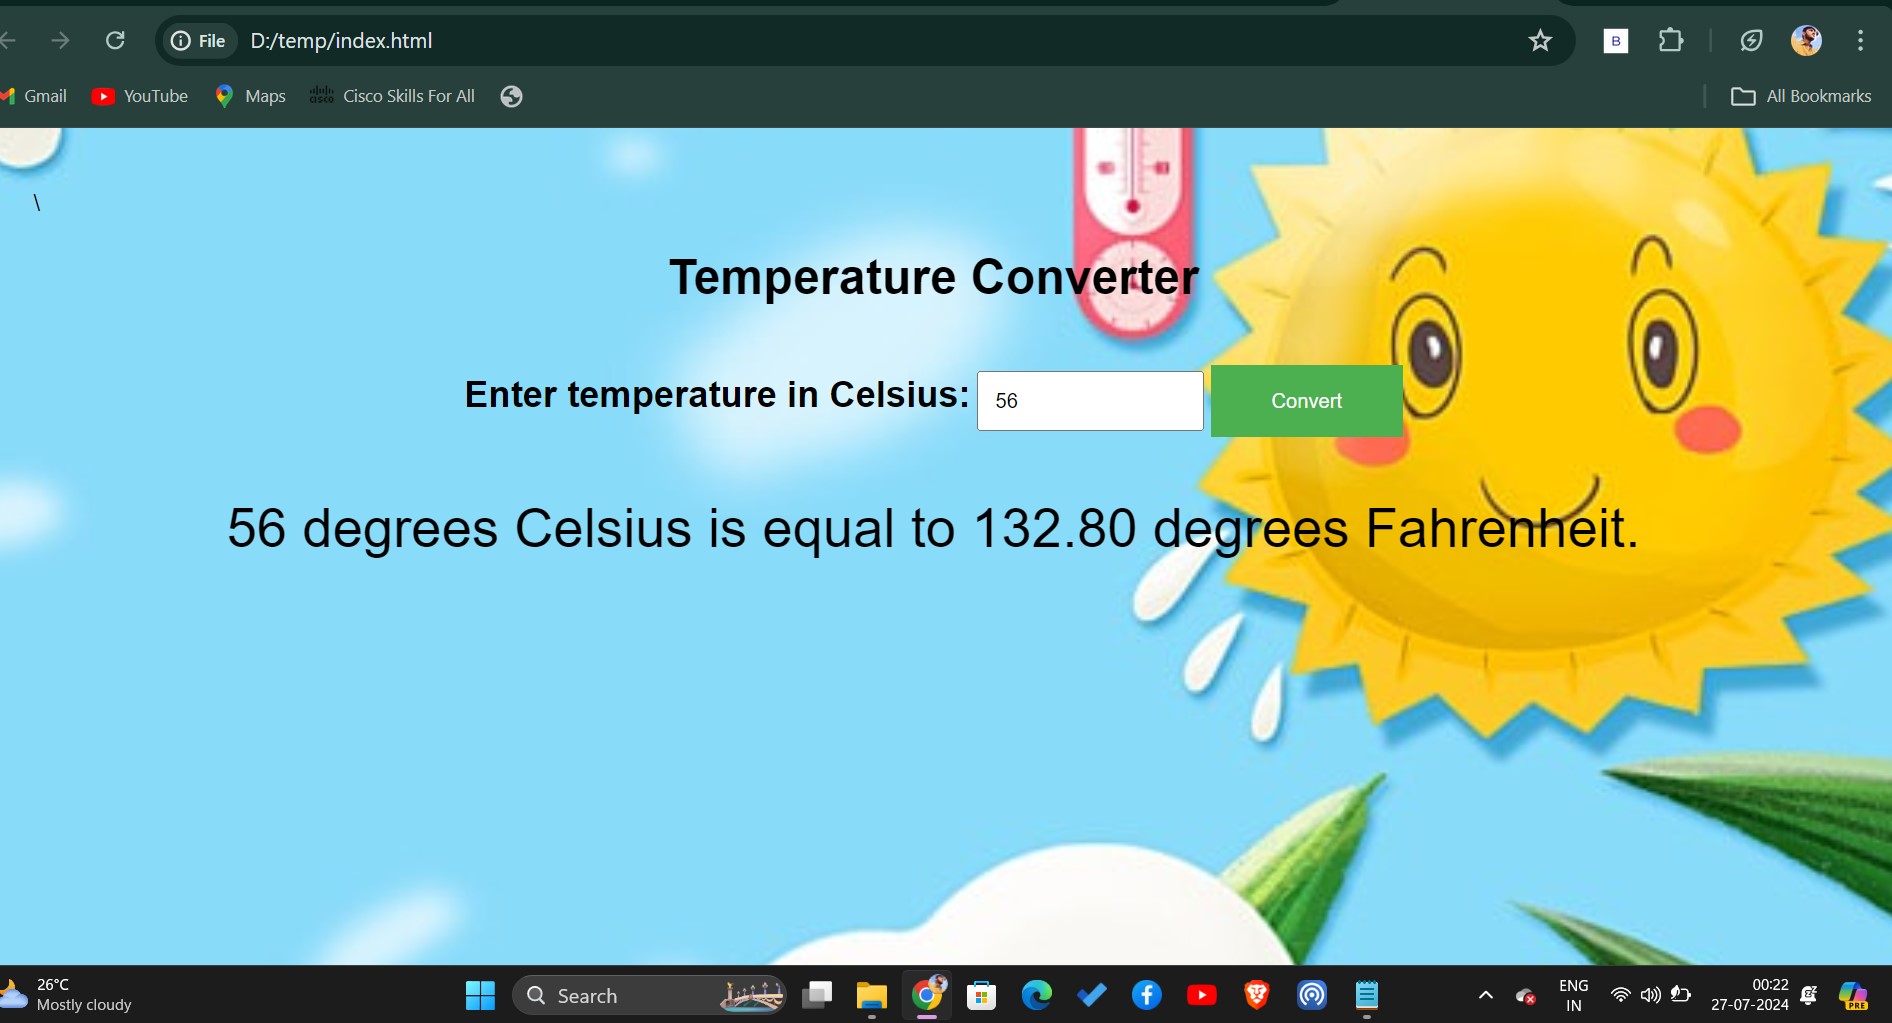 File D:/temp/index.html B
Gmail YouTube Maps cisco Cisco Skills For All All Bookmarks
\
Temperature Converter
Enter temperature in Celsius: 56 Convert
56 degrees Celsius is equal to 132.80 degrees Fahrenheit.
26°C
Mostly cloudy
Search
ENG
IN
00:22
27-07-2024
PRE